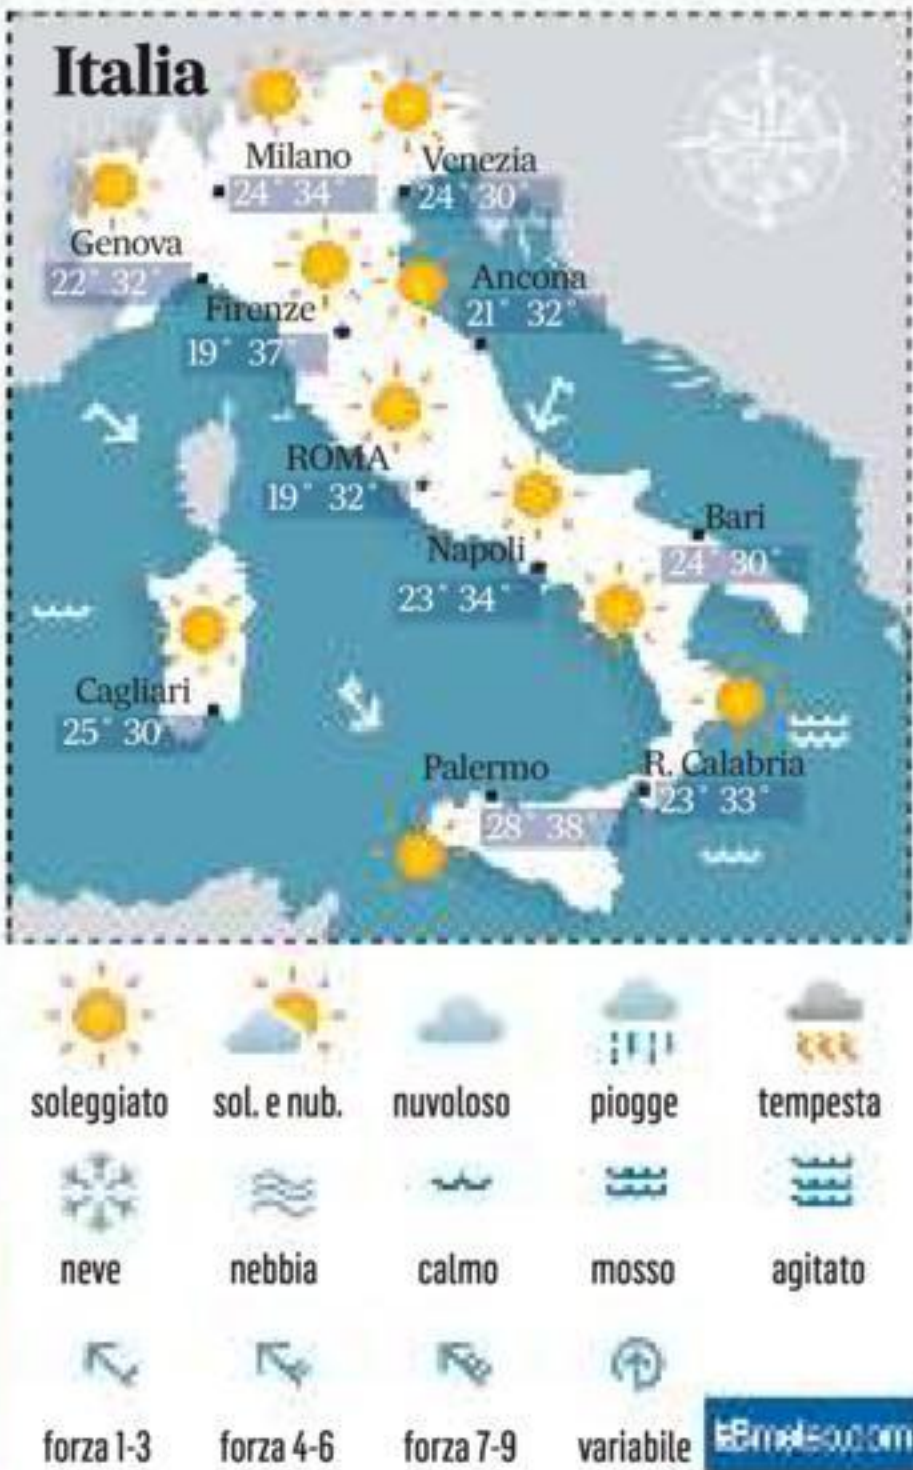 Italia
Milano
24° 34°
Venezia
24° 30°
Genova
22° 32°
Ancona
21° 32°
Firenze
19° 37°
ROMA
19° 32°
Bari
24° 30°
Napoli
23° 34°
Cagliari
25° 30°
Palermo
28° 38°
R. Calabria
23° 33°
soleggiato sol. e nub. nuvoloso piogge tempesta
neve nebbia calmo mosso agitato
forza 1-3 forza 4-6 forza 7-9 variabile